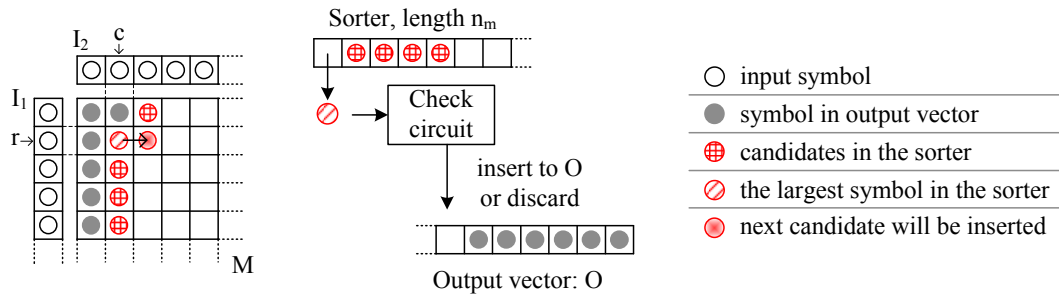 I₂
c
↓
I₁
r→
M
Sorter, length nₘ
Check
circuit
insert to O
or discard
Output vector: O
input symbol
symbol in output vector
candidates in the sorter
the largest symbol in the sorter
next candidate will be inserted